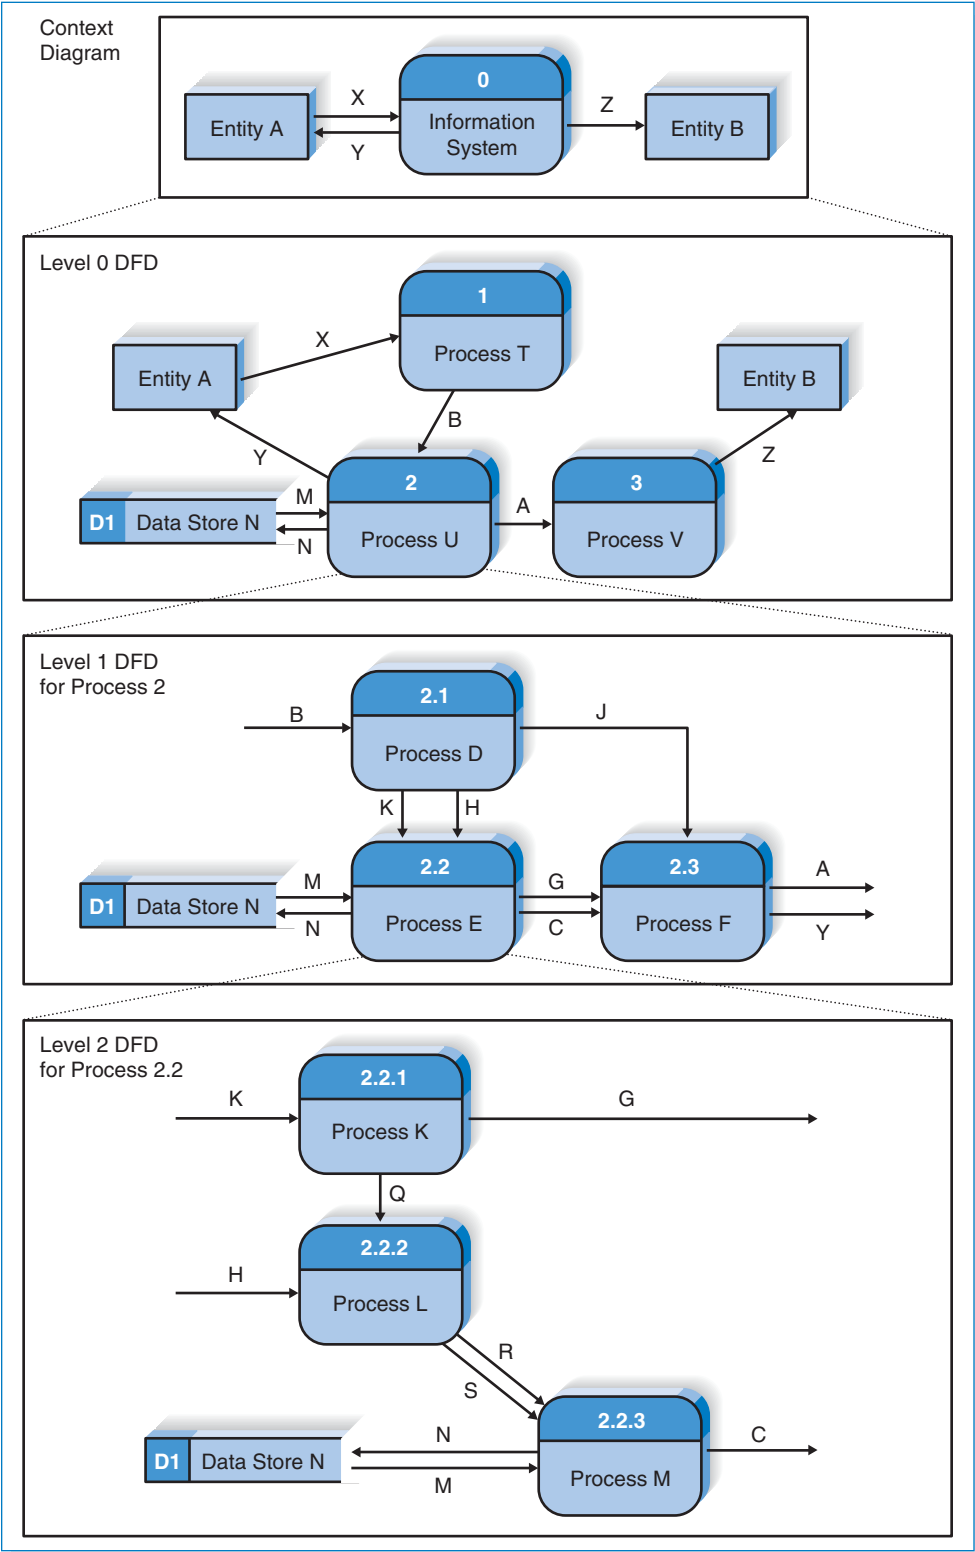 Context
Diagram
0
X
Z
Entity A
Information
System
Entity B
Y
Level 0 DFD
1
X
Process T
Entity A
Entity B
B
Y
Z
2
3
M
A
D1 Data Store N
Process U
Process V
N
Level 1 DFD
for Process 2
2.1
B
J
Process D
K
H
2.2
2.3
M
G
A
D1 Data Store N
Process E
Process F
N
C
Y
Level 2 DFD
for Process 2.2
2.2.1
K
G
Process K
Q
2.2.2
H
Process L
R
S
2.2.3
N
C
D1 Data Store N
M
Process M